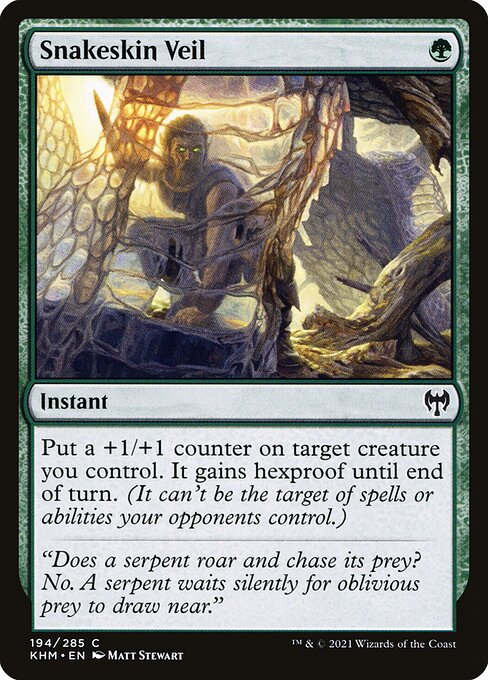 Snakeskin Veil
Instant
Put a +1/+1 counter on target creature
you control. It gains hexproof until end
of turn. (It can't be the target of spells or
abilities your opponents control.)
“Does a serpent roar and chase its prey?
No. A serpent waits silently for oblivious
prey to draw near.”
194/285 C
KHM • EN Matt Stewart
™ & © 2021 Wizards of the Coast